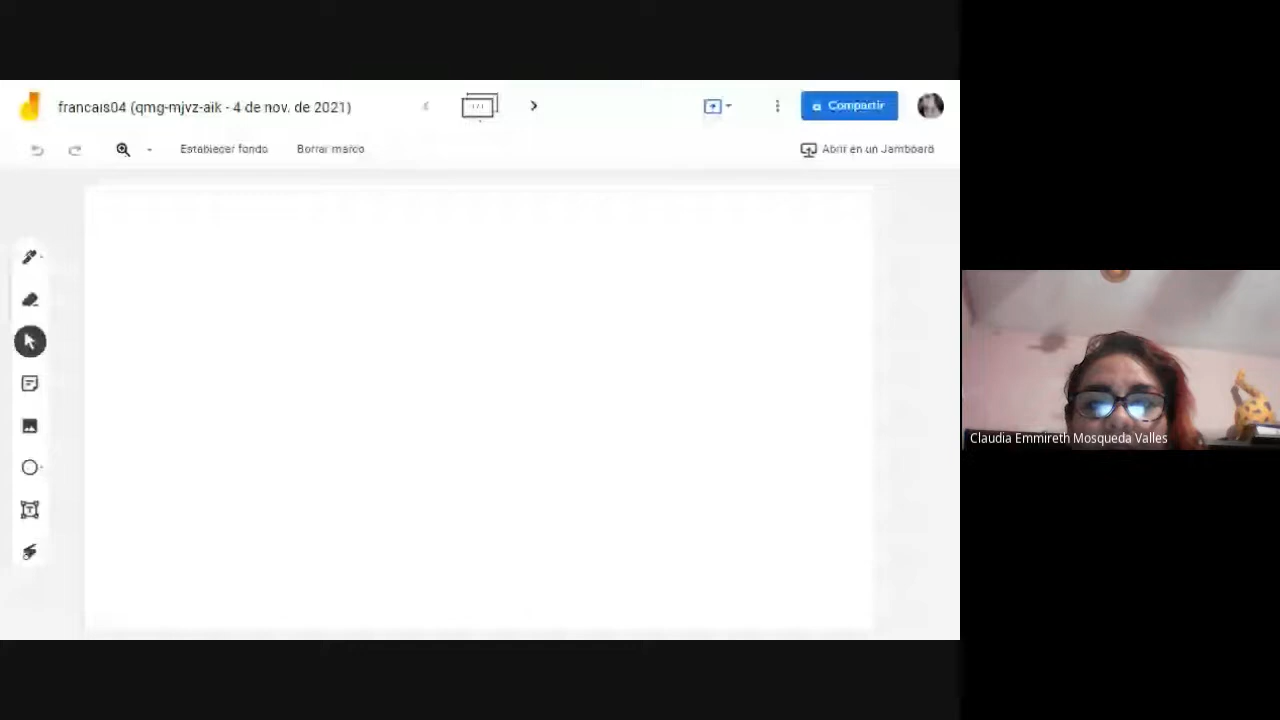 francais04 (qmg-mjvz-aik - 4 de nov. de 2021)
Compartir
Establecer fondo
Borrar marco
Abrir en un Jamboard
Claudia Emmireth Mosqueda Valles